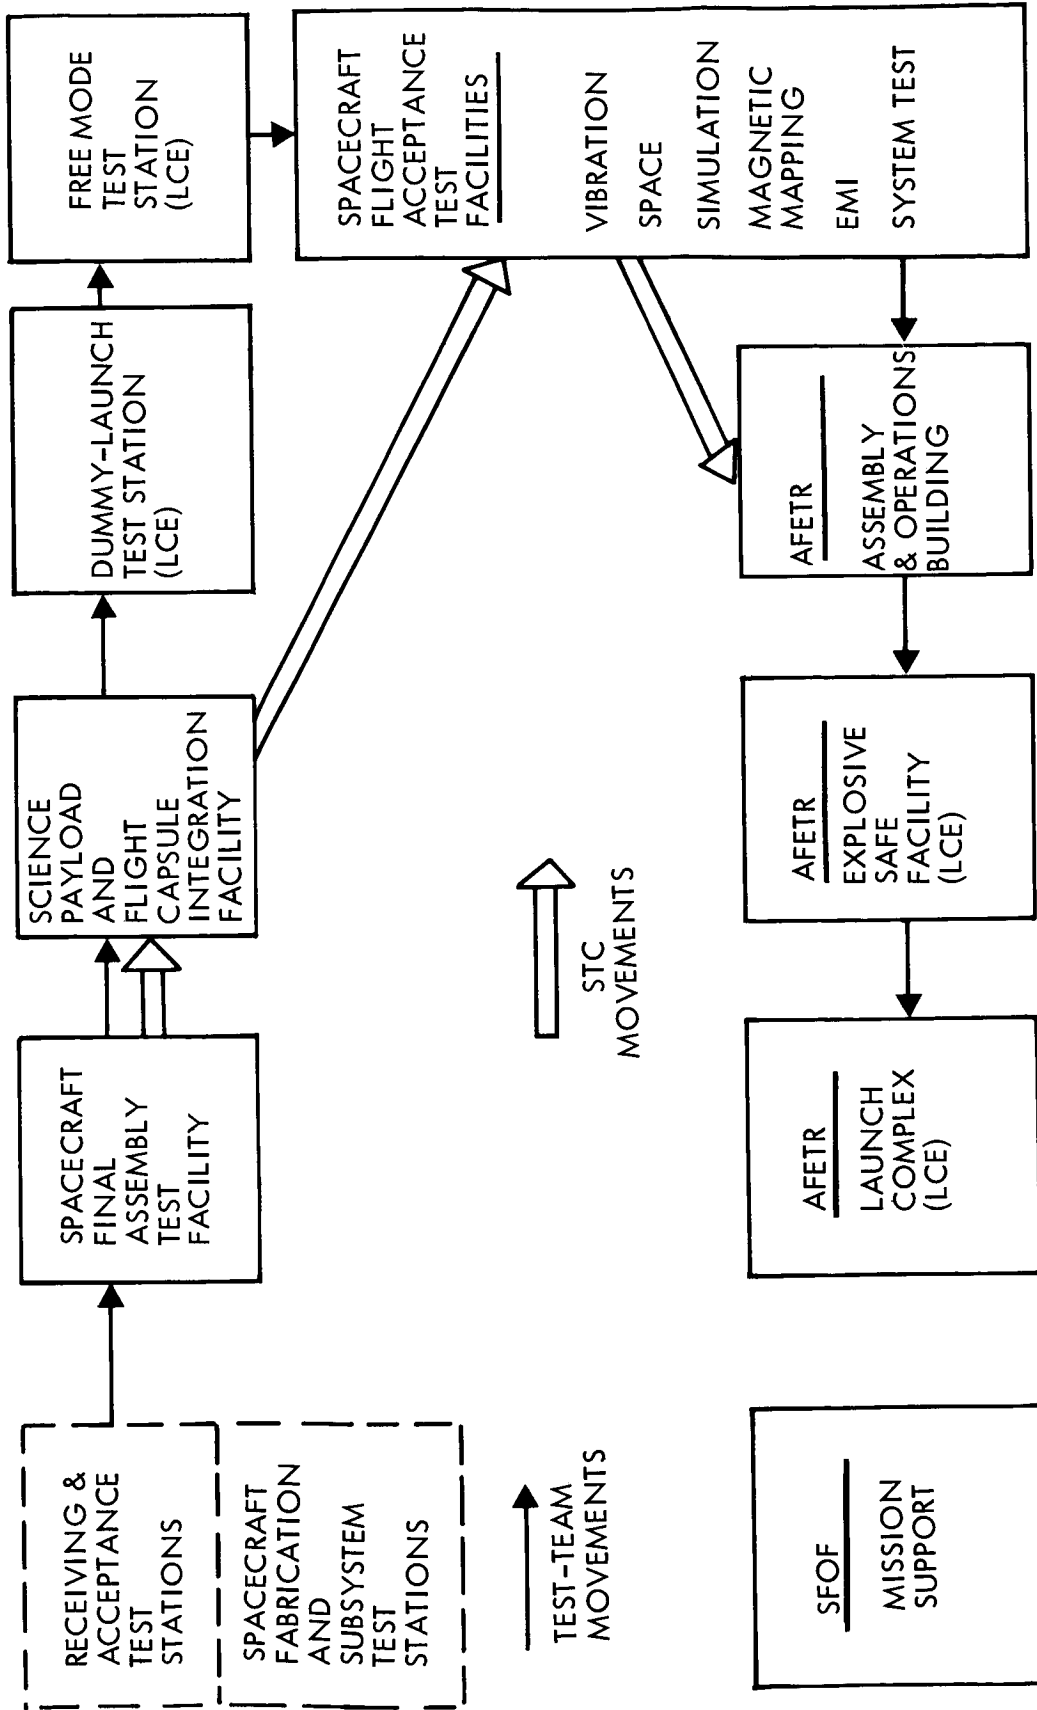 RECEIVING &
ACCEPTANCE
TEST
STATIONS
SPACECRAFT
FABRICATION
AND
SUBSYSTEM
TEST
STATIONS
SPACECRAFT
FINAL
ASSEMBLY
TEST
FACILITY
SCIENCE
PAYLOAD
AND
FLIGHT
CAPSULE
INTEGRATION
FACILITY
DUMMY-LAUNCH
TEST STATION
(LCE)
FREE MODE
TEST
STATION
(LCE)
SPACECRAFT
FLIGHT
ACCEPTANCE
TEST
FACILITIES
VIBRATION
SPACE
SIMULATION
MAGNETIC
MAPPING
EMI
SYSTEM TEST
TEST-TEAM
MOVEMENTS
STC
MOVEMENTS
SFOF
MISSION
SUPPORT
AFETR
LAUNCH
COMPLEX
(LCE)
AFETR
EXPLOSIVE
SAFE
FACILITY
(LCE)
AFETR
ASSEMBLY
& OPERATIONS
BUILDING